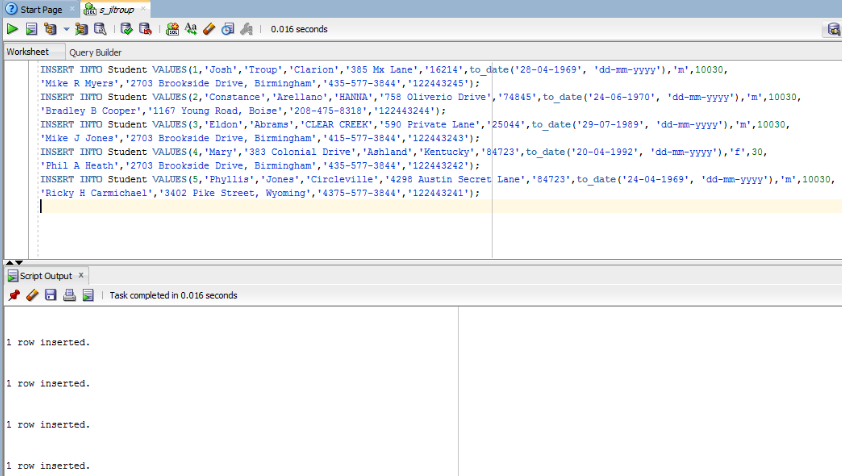 Start Page
s_jltroup
0.016 seconds
Worksheet Query Builder
INSERT INTO Student VALUES(1,'Josh','Troup','Clarion','385 Mx Lane','16214',to_date('28-04-1969', 'dd-mm-yyyy'),'m',10030,
'Mike R Myers','2703 Brookside Drive, Birmingham','435-577-3844','122443245');
INSERT INTO Student VALUES(2,'Constance','Arellano','HANNA','758 Oliverio Drive','74845',to_date('24-06-1970', 'dd-mm-yyyy'),'m',10030,
'Bradley B Cooper','1167 Young Road, Boise','208-475-8318','122443244');
INSERT INTO Student VALUES(3,'Eldon','Abrams','CLEAR CREEK','590 Private Lane','25044',to_date('29-07-1989', 'dd-mm-yyyy'),'m',10030,
'Mike J Jones','2703 Brookside Drive, Birmingham','415-577-3844','122443243');
INSERT INTO Student VALUES(4,'Mary','383 Colonial Drive','Ashland','Kentucky','84723',to_date('20-04-1992', 'dd-mm-yyyy'),'f',30,
'Phil A Heath','2703 Brookside Drive, Birmingham','435-577-3844','122443242');
INSERT INTO Student VALUES(5,'Phyllis','Jones','Circleville','4298 Austin Secret Lane','84723',to_date('24-04-1969', 'dd-mm-yyyy'),'m',10030,
'Ricky H Carmichael','3402 Pike Street, Wyoming','4375-577-3844','122443241');
Script Output x
Task completed in 0.016 seconds
1 row inserted.
1 row inserted.
1 row inserted.
1 row inserted.